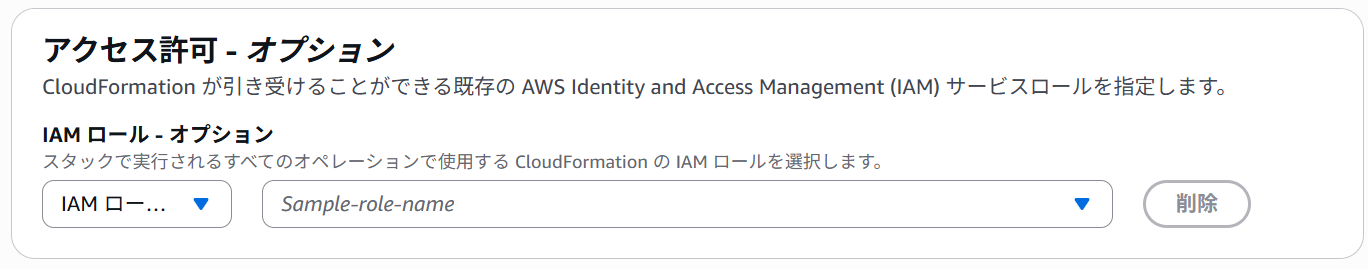 アクセス許可 - オプション
CloudFormation が引き受けることができる既存の AWS Identity and Access Management (IAM) サービスロールを指定します。
IAM ロール - オプション
スタックで実行されるすべてのオペレーションで使用する CloudFormation の IAM ロールを選択します。
IAM ロー... Sample-role-name 削除